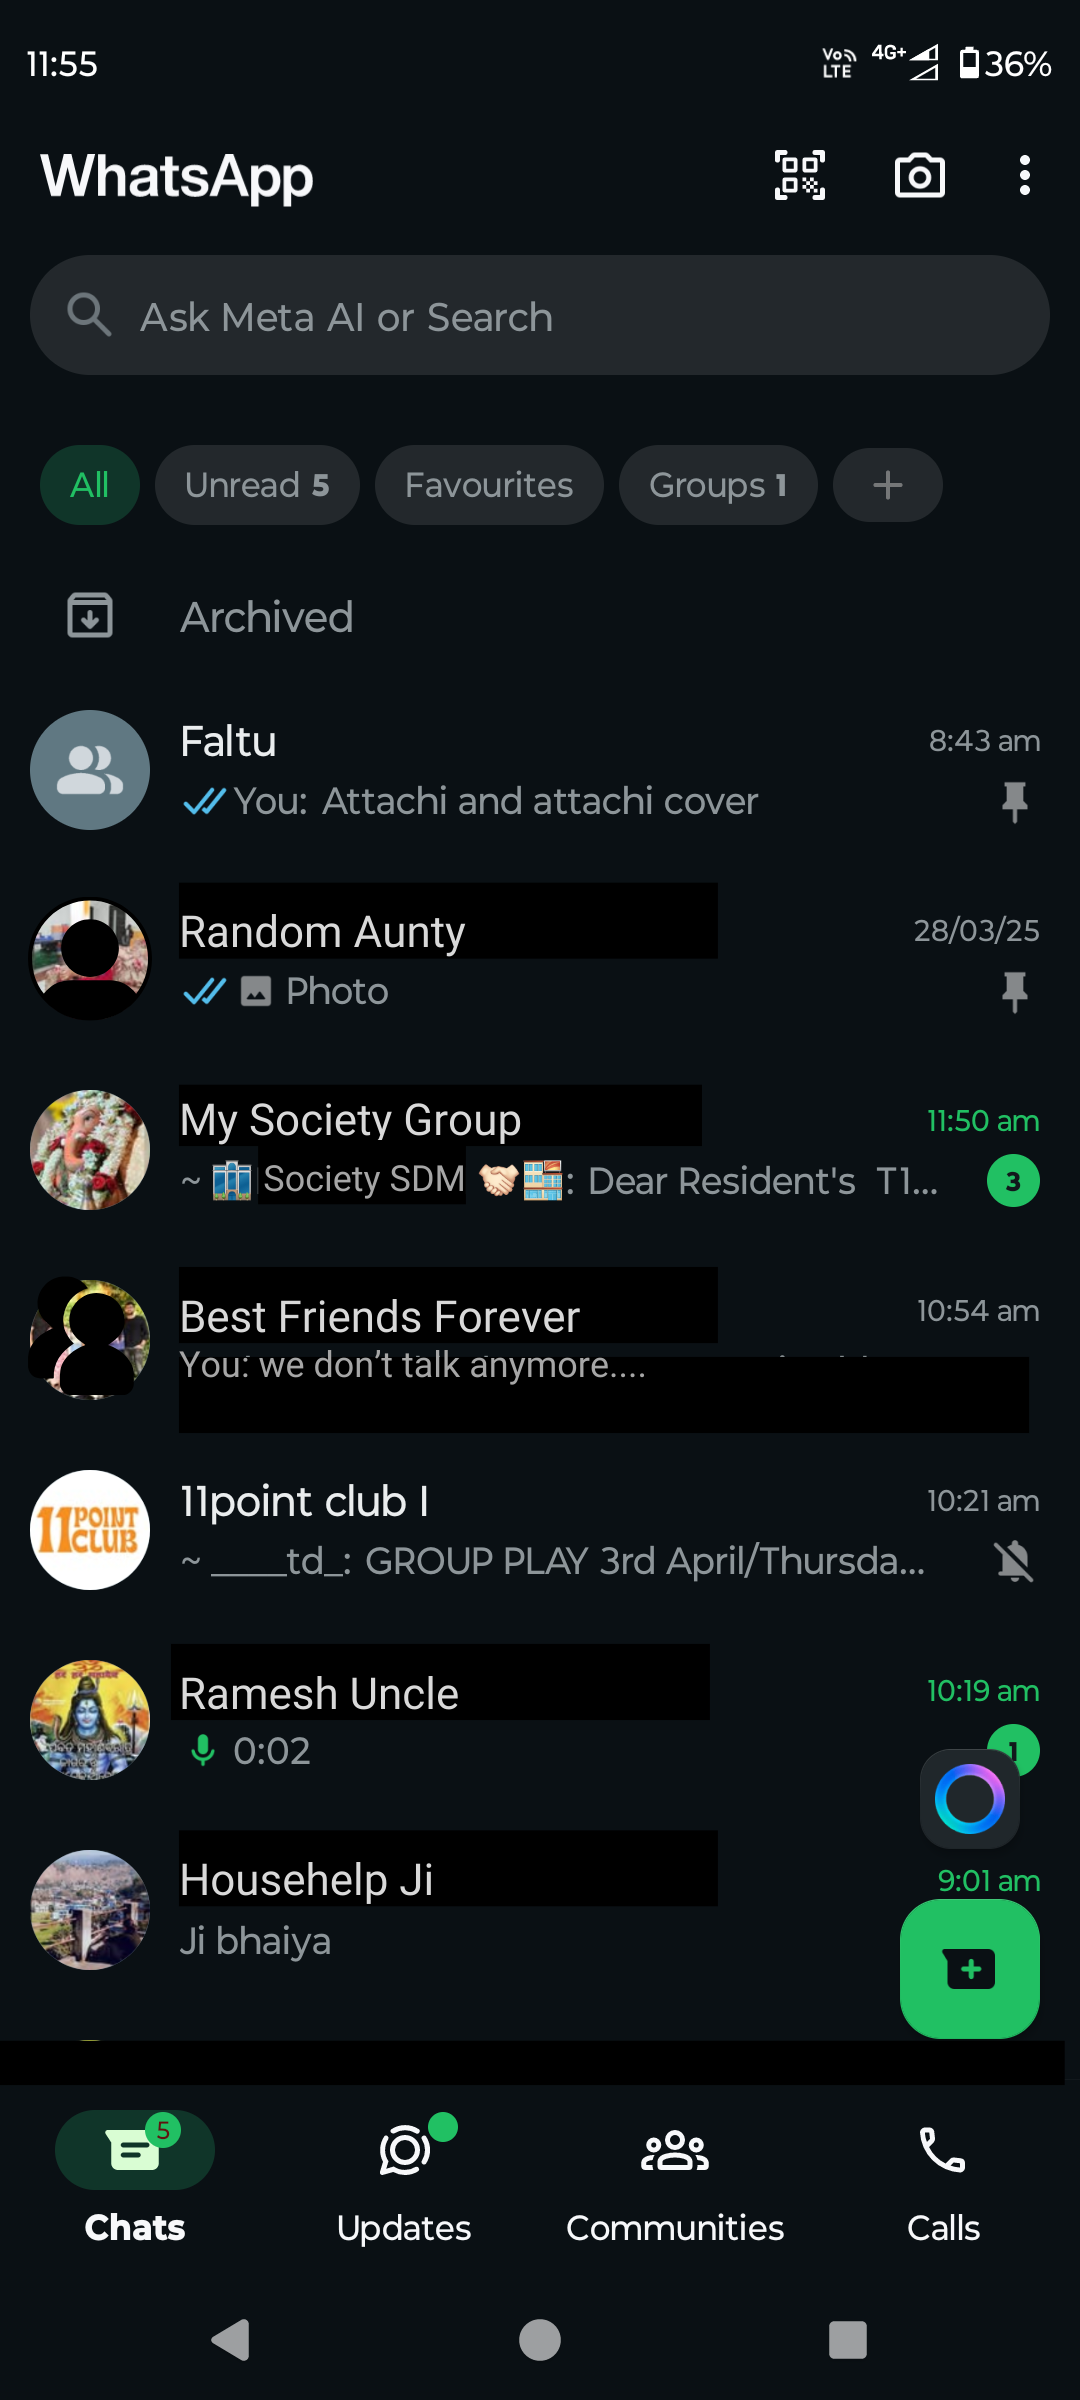 11:55
Vo LTE 4G+ 36%
WhatsApp
Ask Meta AI or Search
All Unread 5 Favourites Groups 1 +
Archived
Faltu 8:43 am
You: Attachi and attachi cover
Random Aunty 28/03/25
Photo
My Society Group 11:50 am
~ 🏢 Society SDM 🤝🏻🏪: Dear Resident's T1... 3
Best Friends Forever 10:54 am
You: we don't talk anymore....
11point club I 10:21 am
11 POINT CLUB
~ ____td_: GROUP PLAY 3rd April/Thursda...
Ramesh Uncle 10:19 am
0:02 1
Househelp Ji 9:01 am
Ji bhaiya
5
Chats Updates Communities Calls